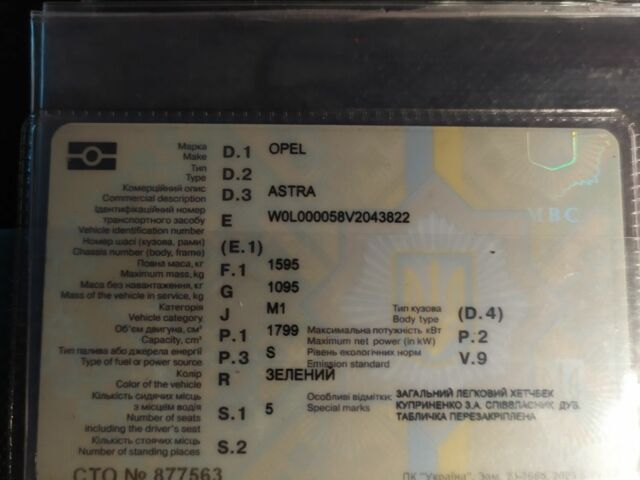 Марка D.1 OPEL
Make
Тип D.2
Type
Комерційний опис D.3 ASTRA
Commercial description
Ідентифікаційний номер
транспортного засобу E W0L000058V2043822
Vehicle identification number
Номер шасі (кузова, рами) (E.1)
Chassis number (body, frame)
Повна маса, кг F.1 1595
Maximum mass, kg
Маса без навантаження, кг G 1095
Mass of the vehicle in service, kg
Категорія J M1 Тип кузова (D.4)
Vehicle category Body type
Об'єм двигуна, см³ P.1 1799 Максимальна потужність кВт P.2
Capacity, cm³ Maximum net power (in kW)
Тип палива або джерела енергії P.3 S Рівень екологічних норм V.9
Type of fuel or power source Emission standard
Колір R ЗЕЛЕНИЙ
Color of the vehicle
Кількість сидячих місць
з місцем водія S.1 5 Особливі відмітки: ЗАГАЛЬНИЙ ЛЕГКОВИЙ ХЕТЧБЕК
Number of seats Special marks КУПРИНЕНКО З.А. СПІВВЛАСНИК. ДУБ.
including the driver's seat ТАБЛИЧКА ПЕРЕЗАКРІПЛЕНА
Кількість стоячих місць S.2
Number of standing places
СТО № 877563 ПК "Україна". Зам.
МВС